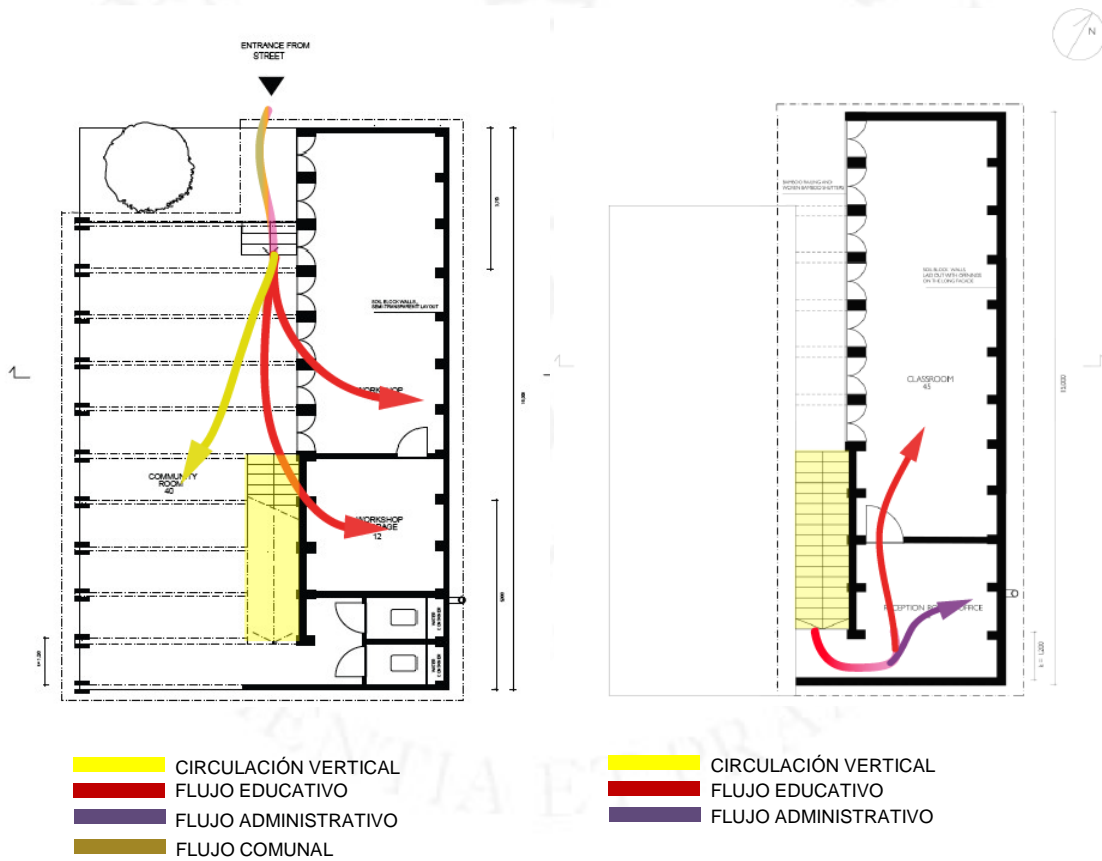 ENTRANCE FROM
STREET
SOIL BLOCK WALLS,
SEMI-TRANSPARENT LAYOUT
WORKSHOP
COMMUNITY
ROOM
40
WORKSHOP
12
CIRCULACIÓN VERTICAL
FLUJO EDUCATIVO
FLUJO ADMINISTRATIVO
FLUJO COMUNAL
N
BAMBOO RAILING AND
WOVEN BAMBOO SHUTTERS
SOIL BLOCK WALLS,
LAID OUT WITH OPENINGS
ON THE LONG FACADE
CLASSROOM
45
RECEPTION OFFICE
CIRCULACIÓN VERTICAL
FLUJO EDUCATIVO
FLUJO ADMINISTRATIVO